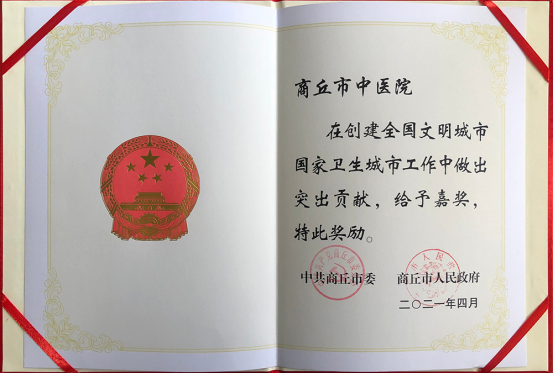 商丘市中医院
在创建全国文明城市
国家卫生城市工作中做出
突出贡献，给予嘉奖，
特此奖励。
中共商丘市委 商丘市人民政府
二〇二一年四月